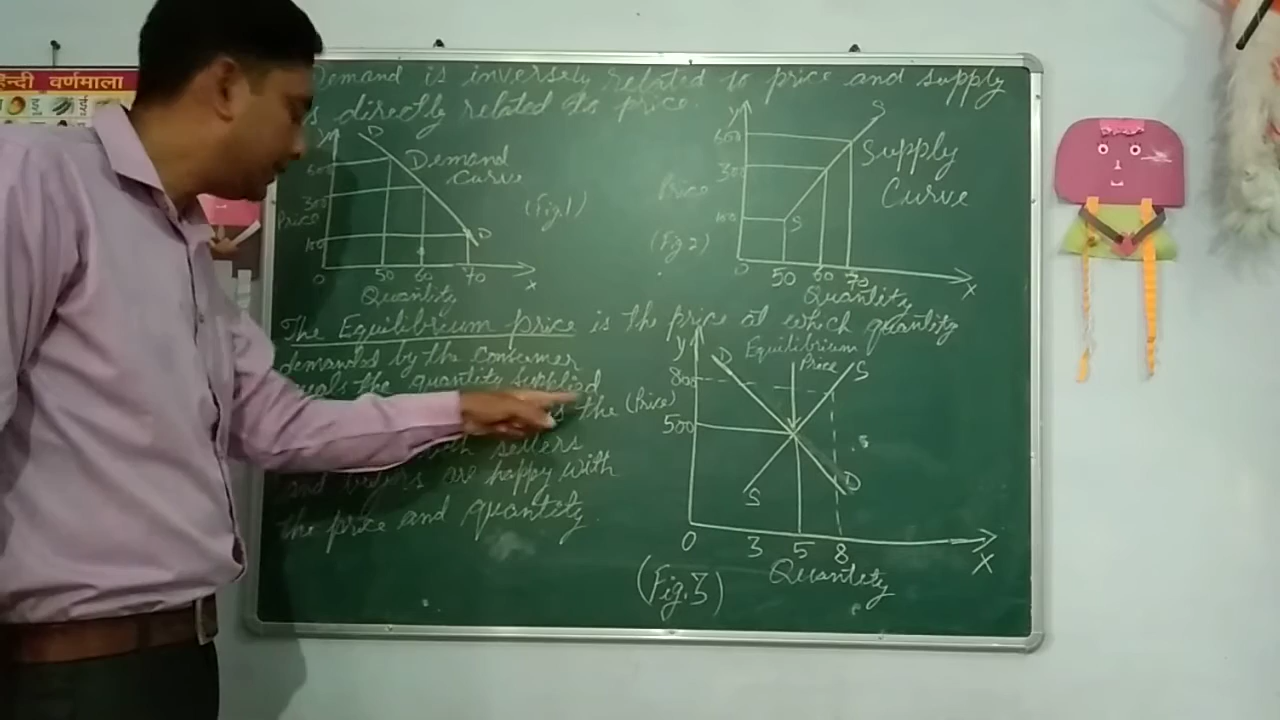 हिन्दी वर्णमाला
Demand is inversely related to price and supply
s directly related to price.
Y
D
Demand
Curve
300
Price
100
0
50
60
70
X
D
Quantity
(Fig.1)
Y
S
600
300
100
Price
(Fig 2)
Supply
Curve
S
0
50
60
70
X
Quantity
The Equilibrium price is the price at which quantity
demanded by the consumer
the quantity supplied
the
sellers
and are happy with
the price and quantity.
Y
D
Equilibrium
Price
S
800
(Price)
500
S
D
0
3
5
8
X
Quantity
(Fig.3)